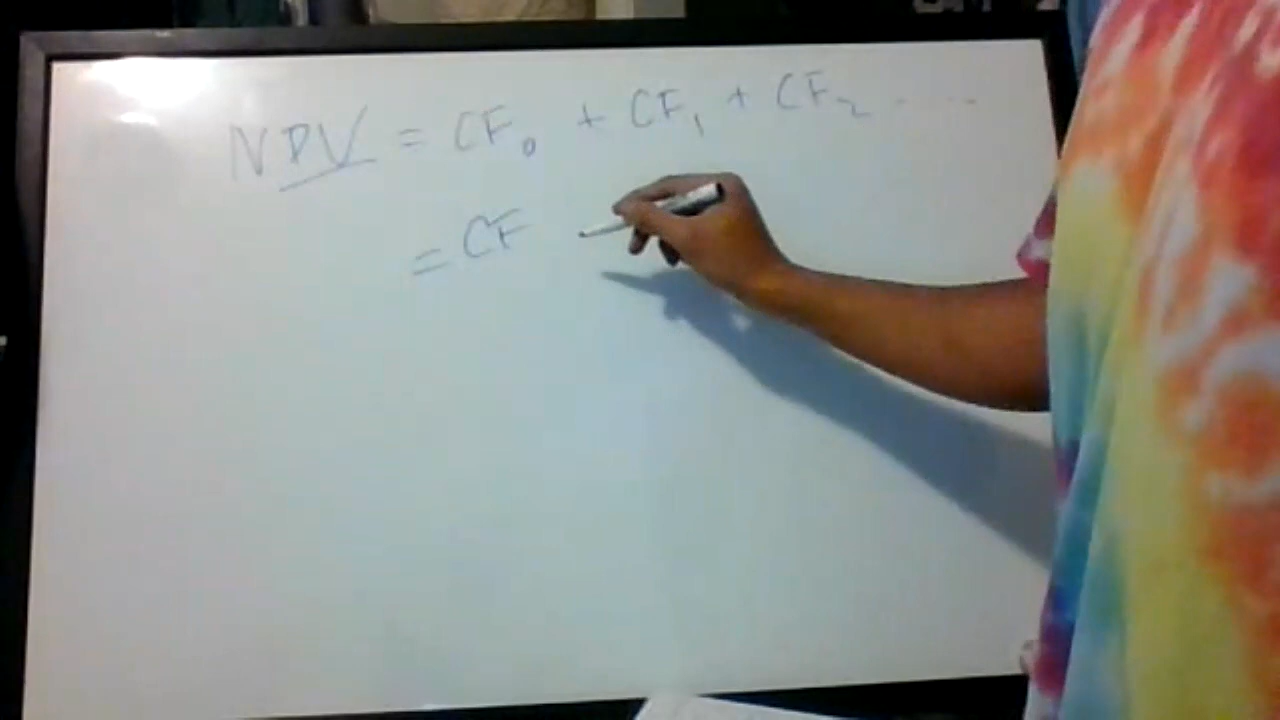 NPV = CF₀ + CF₁ + CF₂ . . . .
= CF